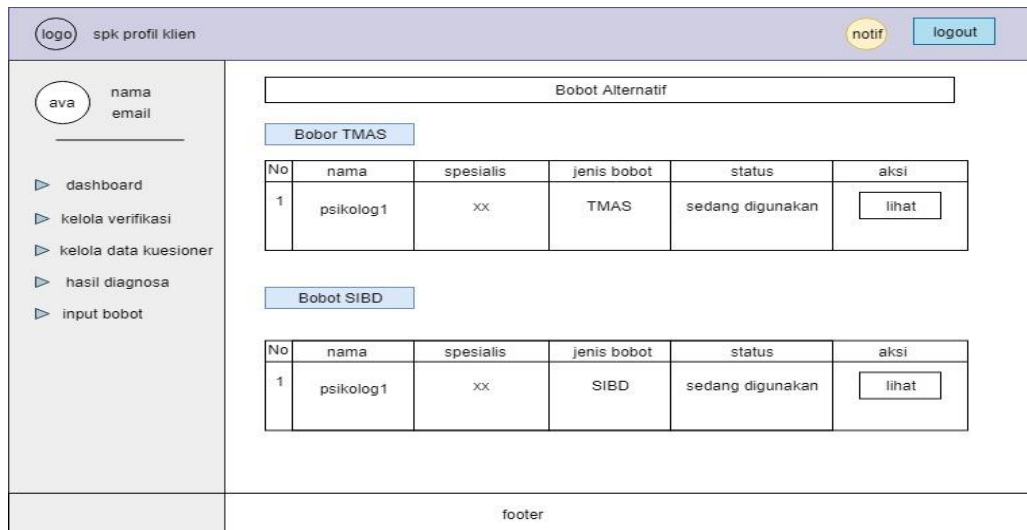 logo spk profil klien notif logout
ava
nama
email
dashboard
kelola verifikasi
kelola data kuesioner
hasil diagnosa
input bobot
Bobot Alternatif
Bobor TMAS
No nama spesialis jenis bobot status aksi
1 psikolog1 xx TMAS sedang digunakan lihat
Bobot SIBD
No nama spesialis jenis bobot status aksi
1 psikolog1 xx SIBD sedang digunakan lihat
footer